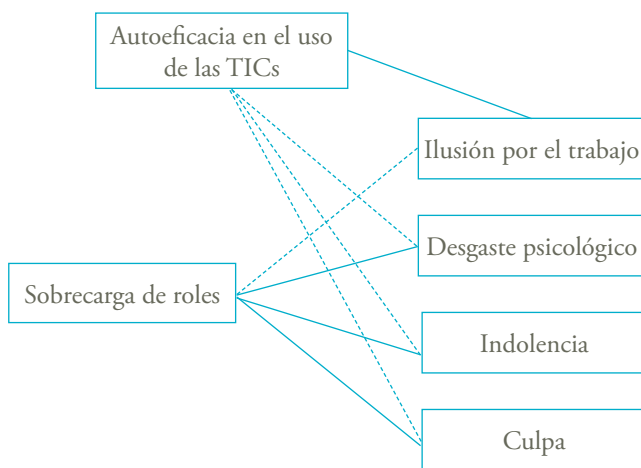 Autoeficacia en el uso
de las TICs
Ilusión por el trabajo
Desgaste psicológico
Sobrecarga de roles
Indolencia
Culpa